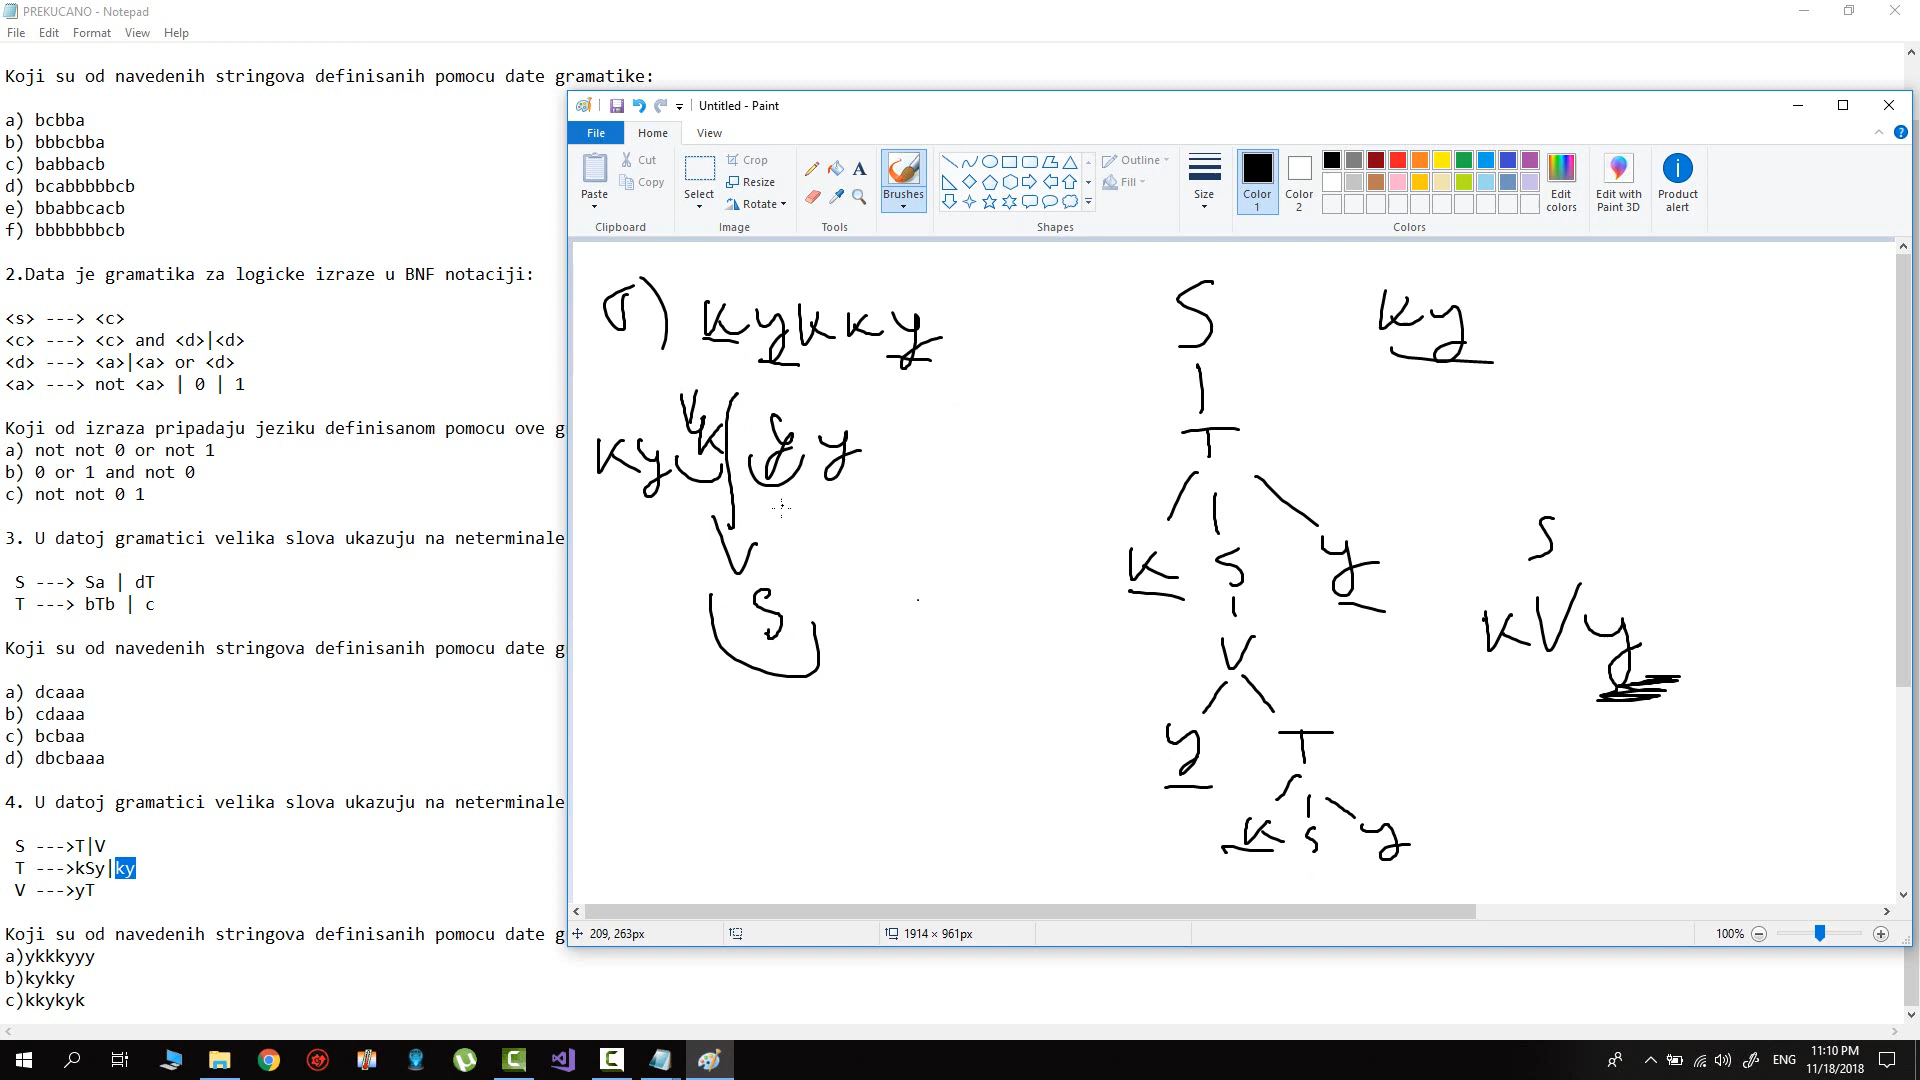 PREKUCANO - Notepad
File Edit Format View Help
Koji su od navedenih stringova definisanih pomocu date gramatike:
a) bcbba
b) bbbcbba
c) babbacb
d) bcabbbbbcb
e) bbabbcacb
f) bbbbbbbcb
2.Data je gramatika za logicke izraze u BNF notaciji:
<s> ---> <c>
<c> ---> <c> and <d>|<d>
<d> ---> <a>|<a> or <d>
<a> ---> not <a> | 0 | 1
Koji od izraza pripadaju jeziku definisanom pomocu ove g
a) not not 0 or not 1
b) 0 or 1 and not 0
c) not not 0 1
3. U datoj gramatici velika slova ukazuju na neterminale
S ---> Sa | dT
T ---> bTb | c
Koji su od navedenih stringova definisanih pomocu date g
a) dcaaa
b) cdaaa
c) bcbaa
d) dbcbaaa
4. U datoj gramatici velika slova ukazuju na neterminale
S --->T|V
T --->kSy|ky
V --->yT
Koji su od navedenih stringova definisanih pomocu date g
a)ykkkyyy
b)kykky
c)kkykyk
Untitled - Paint
File Home View
Paste Cut Copy
Clipboard
Select Crop Resize Rotate
Image
Tools
Brushes
Shapes
Outline Fill
Size
Color 1
Color 2
Edit colors
Colors
Edit with Paint 3D
Product alert
kykky
S
ky
T
k S y
V
y T
k S y
ky
y
V
S
S
kVy
209, 263px
1914 × 961px
100%
ENG
11:10 PM
11/18/2018